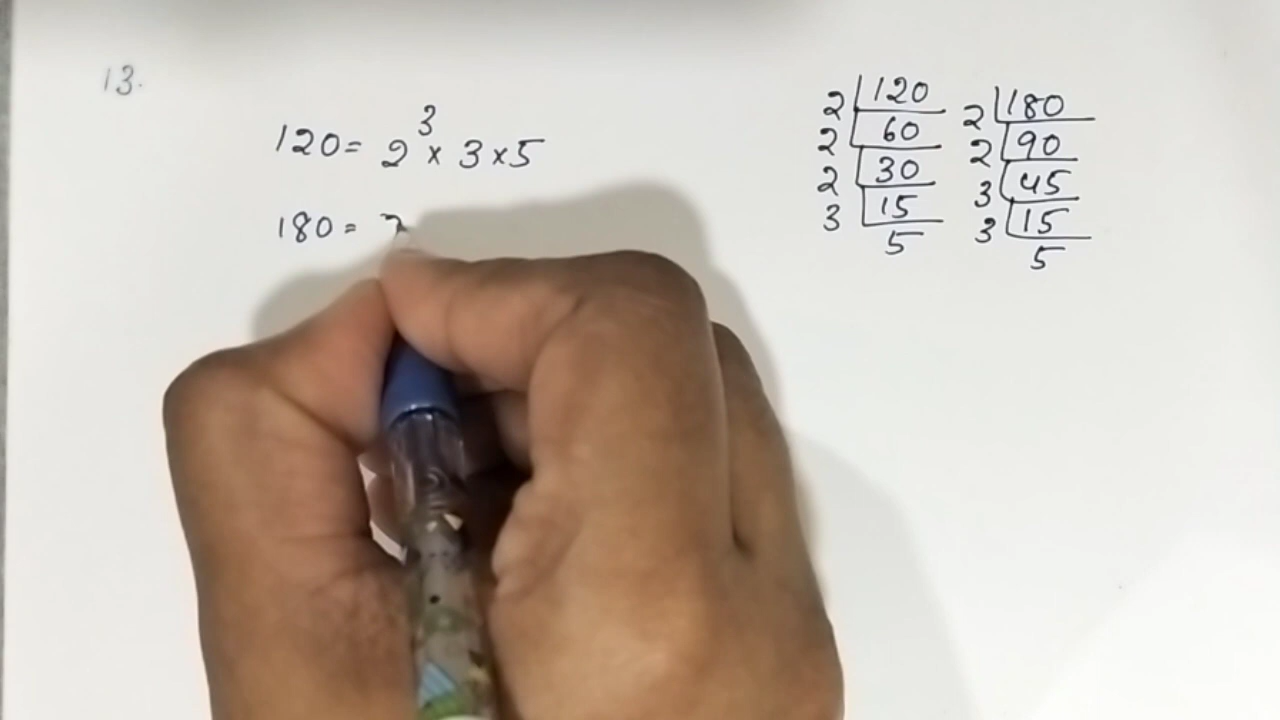 13.
120 = 2³ × 3 × 5
180 = 2
2 | 120
2 | 60
2 | 30
3 | 15
5
2 | 180
2 | 90
3 | 45
3 | 15
5